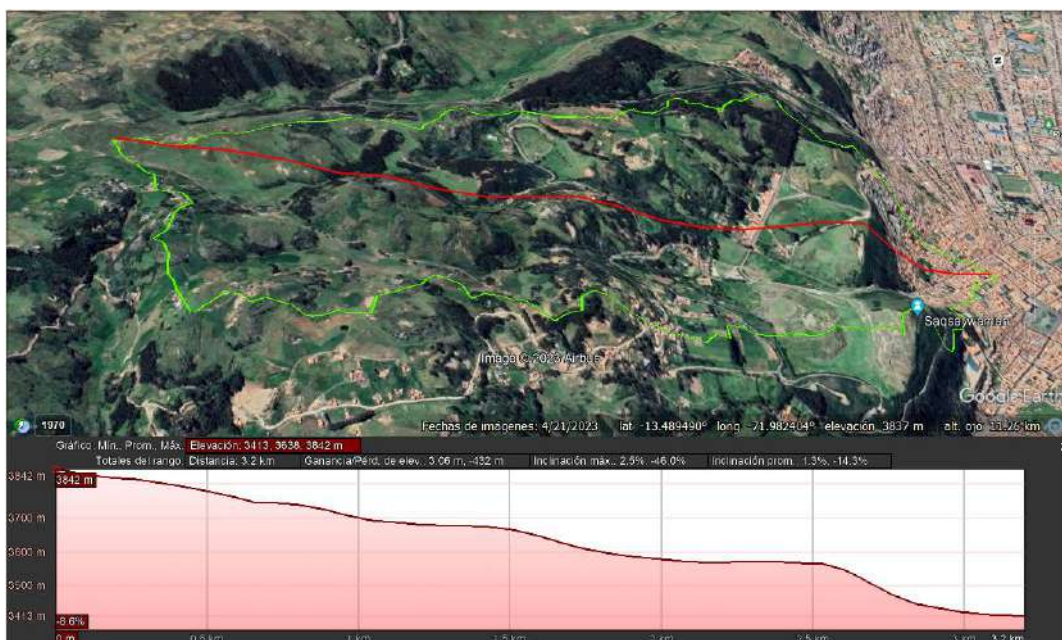 Saqsaywaman
Image © 2023 Airbus
Google Earth
1970
Fechas de imágenes: 4/21/2023 lat -13.489490° long -71.982404° elevación 3837 m alt. ojo 11.26 km
Gráfico: Mín., Prom., Máx. Elevación: 3413, 3638, 3842 m
Totales del rango: Distancia: 3.2 km Ganancia/Pérd. de elev.: 3.06 m, -432 m Inclinación máx.: 2.5%, -46.0% Inclinación prom.: 1.3%, -14.3%
3842 m
3842 m
3700 m
3600 m
3500 m
3413 m
-8.6%
0 m 0.5 km 1 km 1.5 km 2 km 2.5 km 3 km 3.2 km